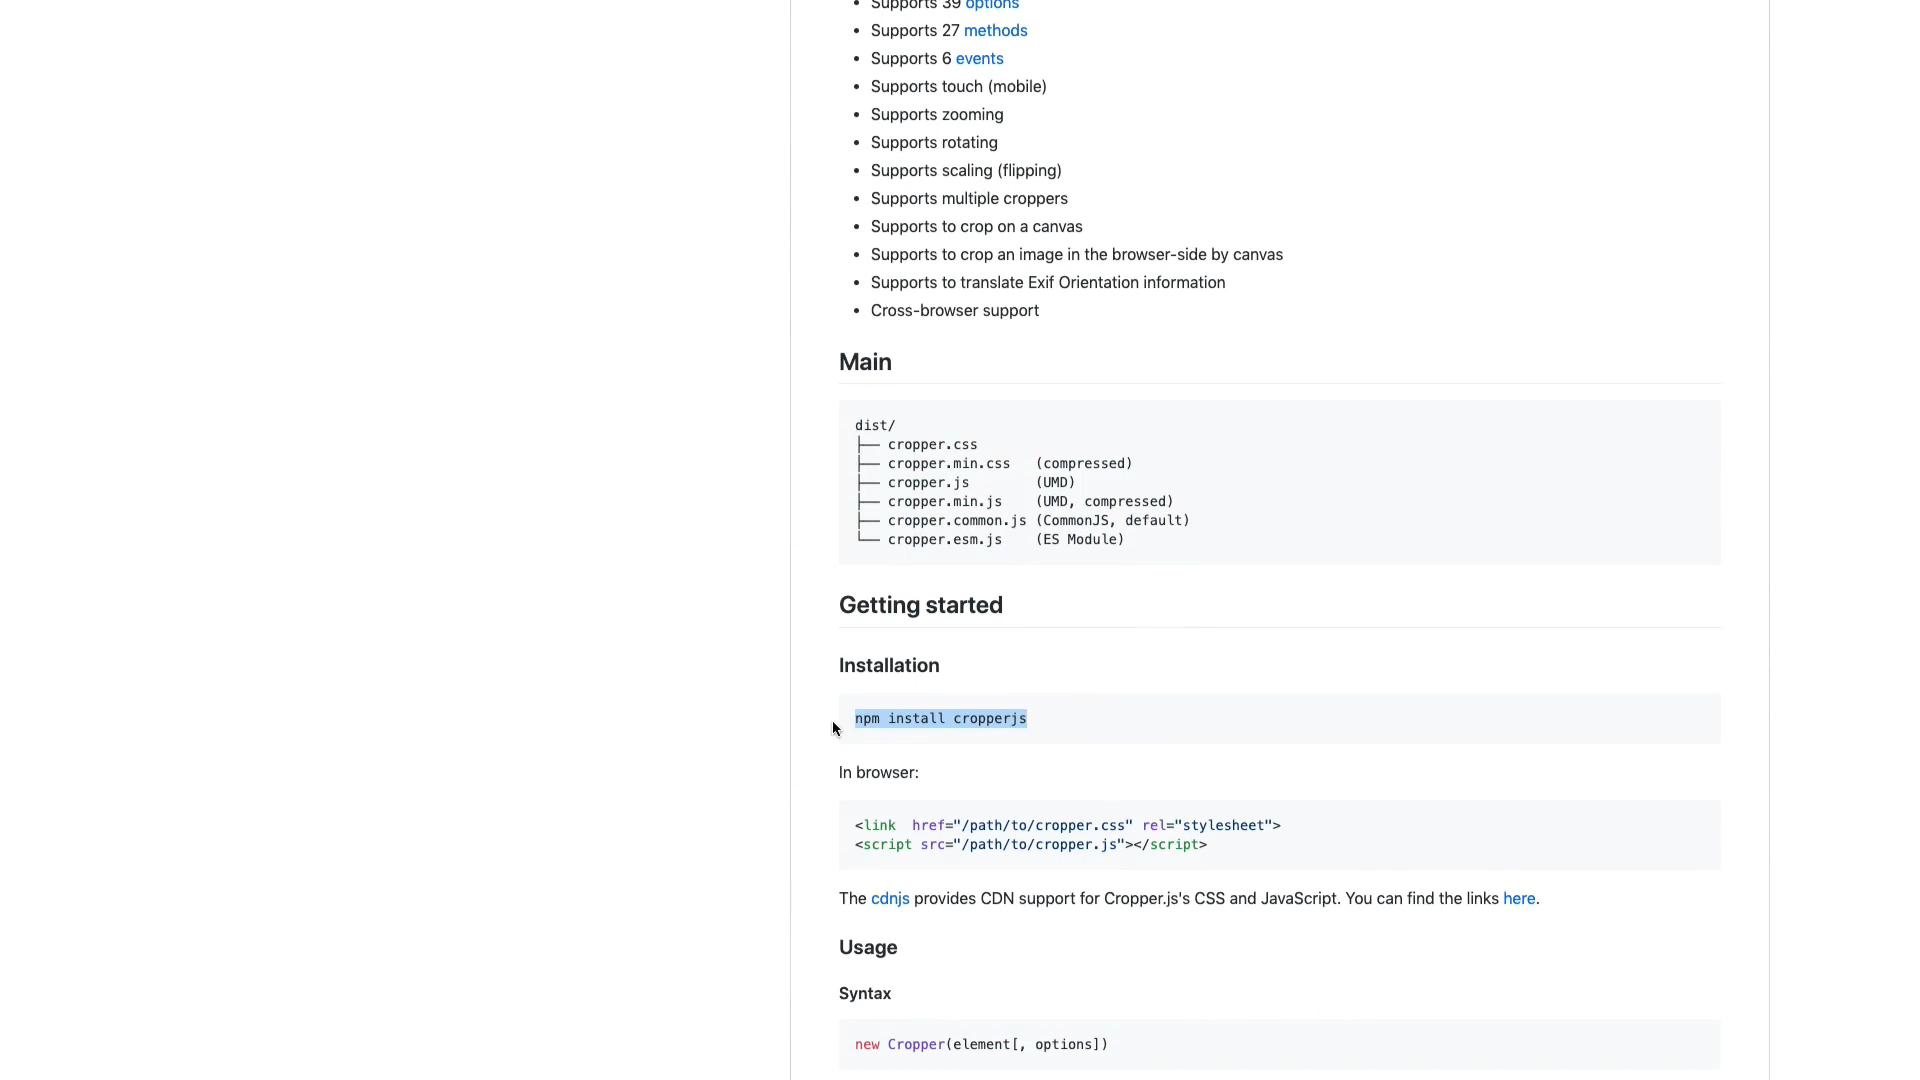 Supports 39 options
Supports 27 methods
Supports 6 events
Supports touch (mobile)
Supports zooming
Supports rotating
Supports scaling (flipping)
Supports multiple croppers
Supports to crop on a canvas
Supports to crop an image in the browser-side by canvas
Supports to translate Exif Orientation information
Cross-browser support
Main
dist/
├── cropper.css
├── cropper.min.css   (compressed)
├── cropper.js        (UMD)
├── cropper.min.js    (UMD, compressed)
├── cropper.common.js (CommonJS, default)
└── cropper.esm.js    (ES Module)
Getting started
Installation
npm install cropperjs
In browser:
<link  href="/path/to/cropper.css" rel="stylesheet">
<script src="/path/to/cropper.js"></script>
The cdnjs provides CDN support for Cropper.js's CSS and JavaScript. You can find the links here.
Usage
Syntax
new Cropper(element[, options])